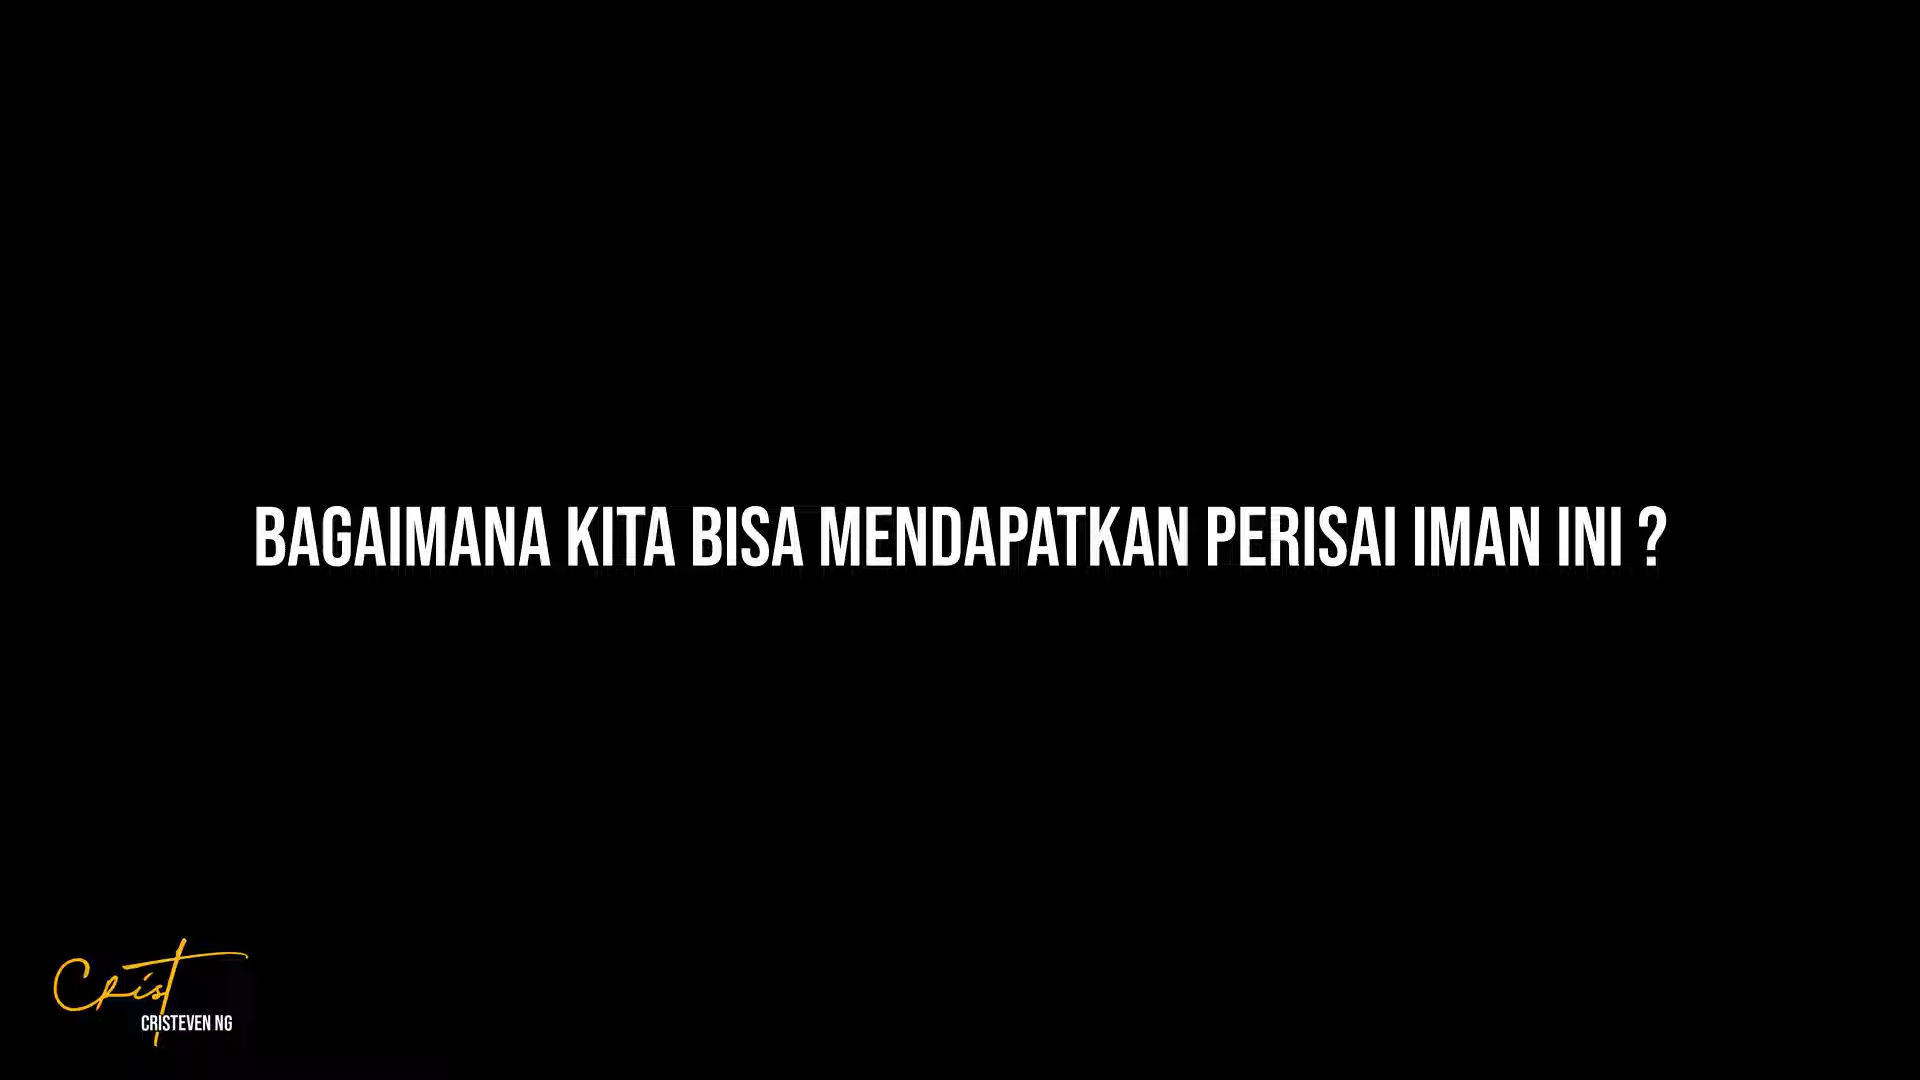 BAGAIMANA KITA BISA MENDAPATKAN PERISAI IMAN INI ?
Crist
CRISTEVEN NG